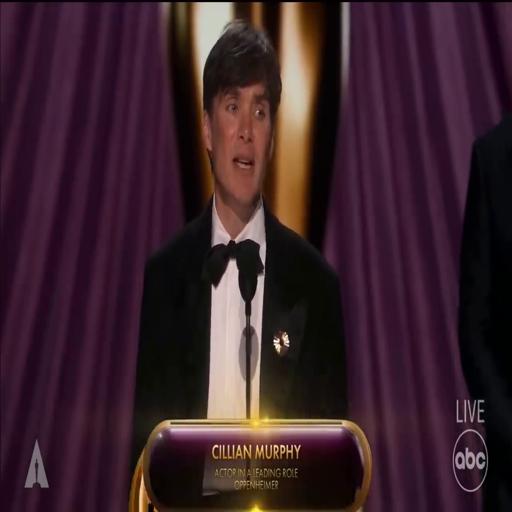 CILLIAN MURPHY
ACTOR IN A LEADING ROLE
OPPENHEIMER
LIVE
abc